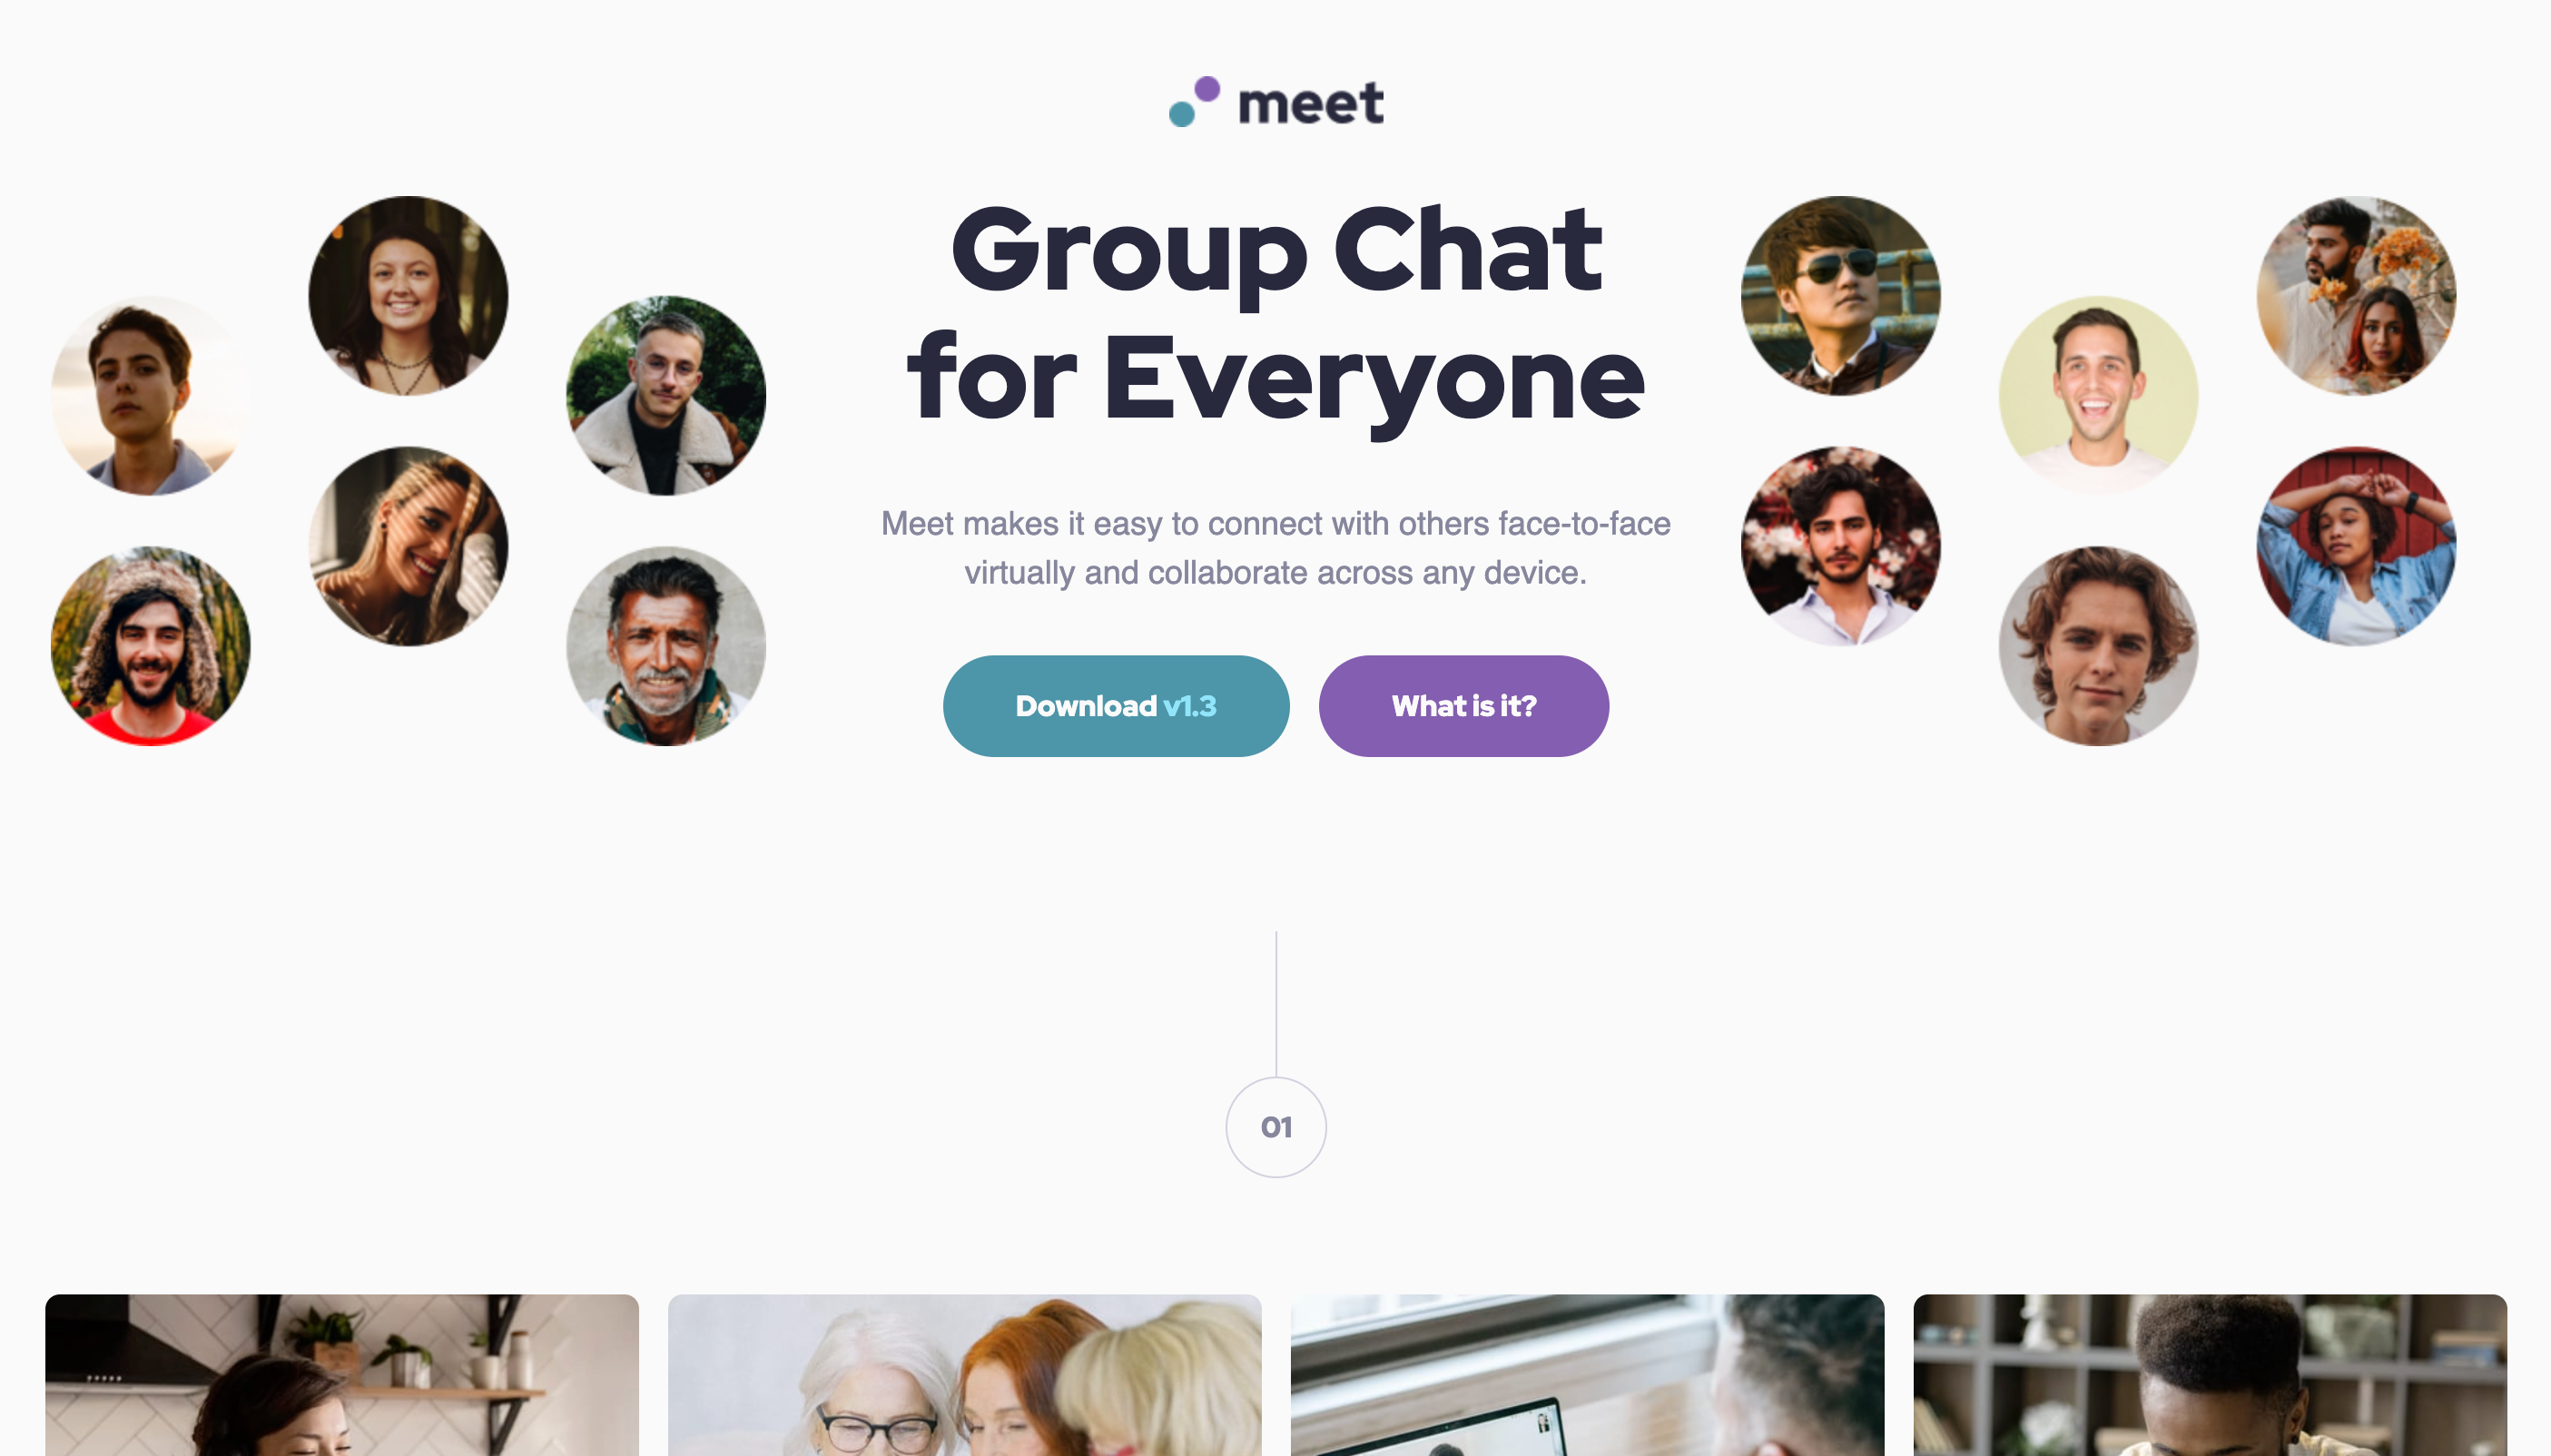 meet
Group Chat
for Everyone
Meet makes it easy to connect with others face-to-face
virtually and collaborate across any device.
Download v1.3
What is it?
01